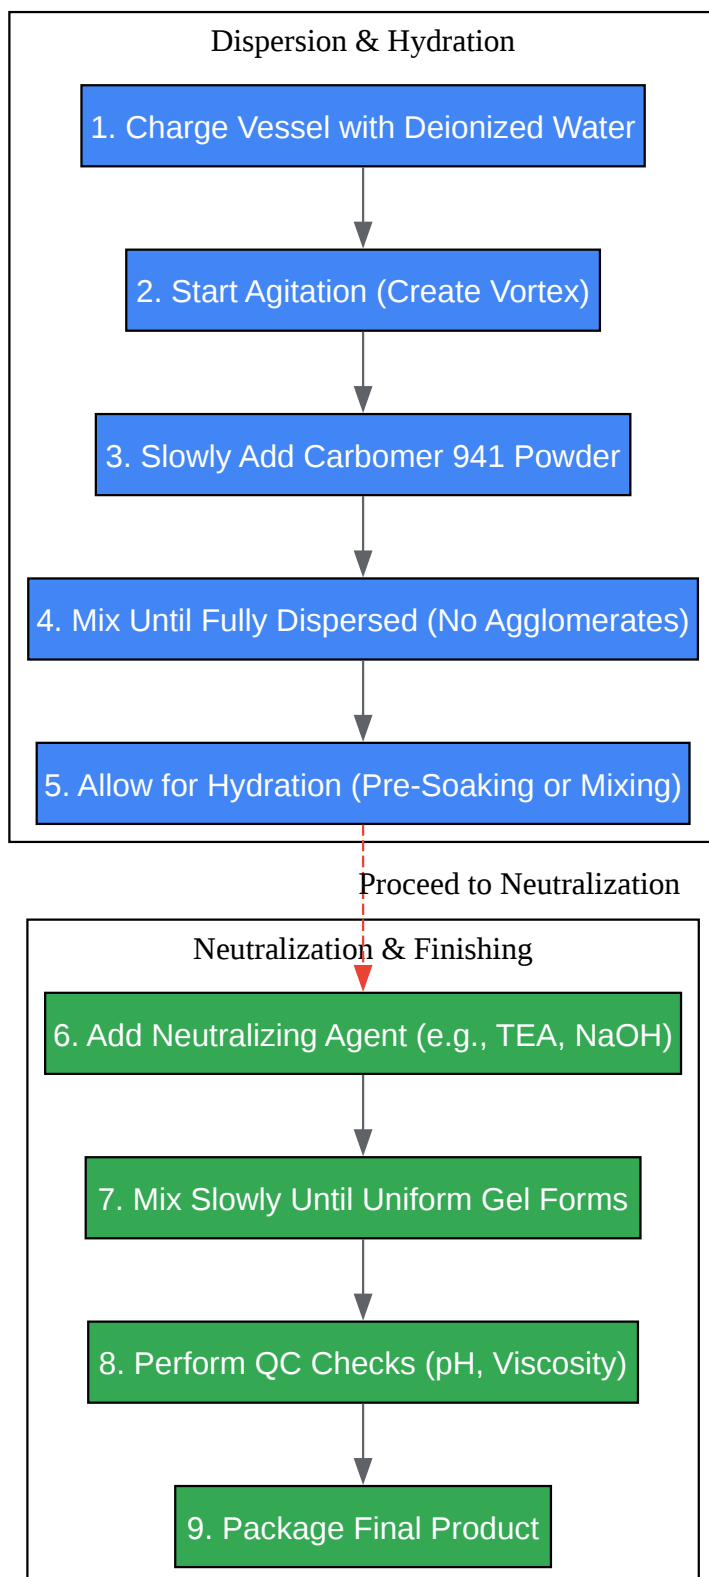 Dispersion & Hydration
1. Charge Vessel with Deionized Water
2. Start Agitation (Create Vortex)
3. Slowly Add Carbomer 941 Powder
4. Mix Until Fully Dispersed (No Agglomerates)
5. Allow for Hydration (Pre-Soaking or Mixing)
Proceed to Neutralization
Neutralization & Finishing
6. Add Neutralizing Agent (e.g., TEA, NaOH)
7. Mix Slowly Until Uniform Gel Forms
8. Perform QC Checks (pH, Viscosity)
9. Package Final Product